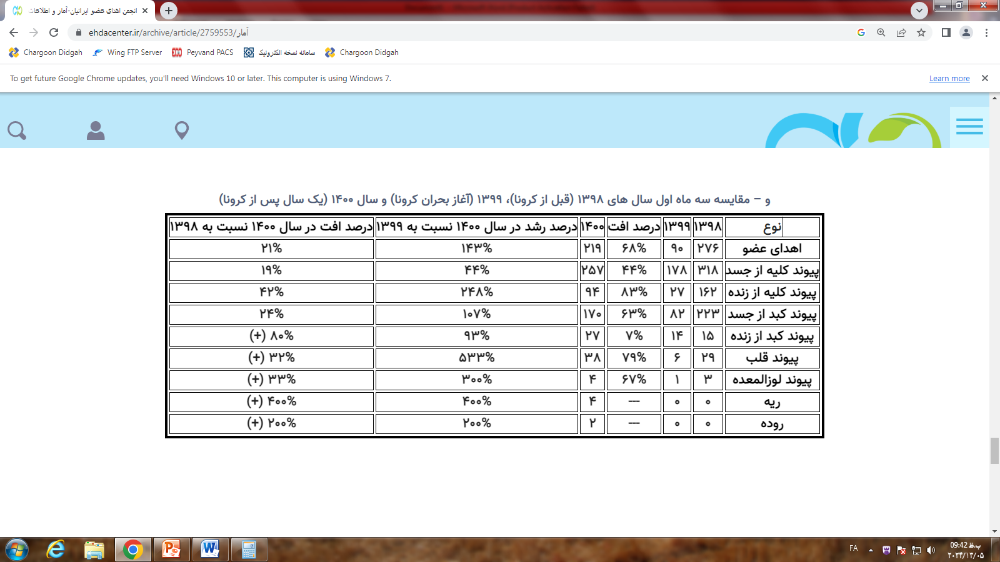 انجمن اهدای عضو ایرانیان-آمار و اطلاعات
ehdacenter.ir/archive/article/2759553/آمار
Chargoon Didgah Wing FTP Server Peyvand PACS سامانه نسخه الکترونیک Chargoon Didgah
To get future Google Chrome updates, you'll need Windows 10 or later. This computer is using Windows 7. Learn more
و – مقایسه سه ماه اول سال های ۱۳۹۸ (قبل از کرونا)، ۱۳۹۹ (آغاز بحران کرونا) و سال ۱۴۰۰ (یک سال پس از کرونا)
نوع ۱۳۹۸ ۱۳۹۹ درصد افت ۱۴۰۰ درصد رشد در سال ۱۴۰۰ نسبت به ۱۳۹۹ درصد افت در سال ۱۴۰۰ نسبت به ۱۳۹۸
اهدای عضو ۲۷۶ ۹۰ ۶۸% ۲۱۹ ۱۴۳% ۲۱%
پیوند کلیه از جسد ۳۱۸ ۱۷۸ ۴۴% ۲۵۷ ۴۴% ۱۹%
پیوند کلیه از زنده ۱۶۲ ۲۷ ۸۳% ۹۴ ۲۴۸% ۴۲%
پیوند کبد از جسد ۲۲۳ ۸۲ ۶۳% ۱۷۰ ۱۰۷% ۲۴%
پیوند کبد از زنده ۱۵ ۱۴ ۷% ۲۷ ۹۳% ۸۰% (+)
پیوند قلب ۲۹ ۶ ۷۹% ۳۸ ۵۳۳% ۳۲% (+)
پیوند لوزالمعده ۳ ۱ ۶۷% ۴ ۳۰۰% ۳۳% (+)
ریه ۰ ۰ --- ۴ ۴۰۰% ۴۰۰% (+)
روده ۰ ۰ --- ۲ ۲۰۰% ۲۰۰% (+)
FA 09:42 ب.ظ
۲۰۲۴/۱۲/۰۵